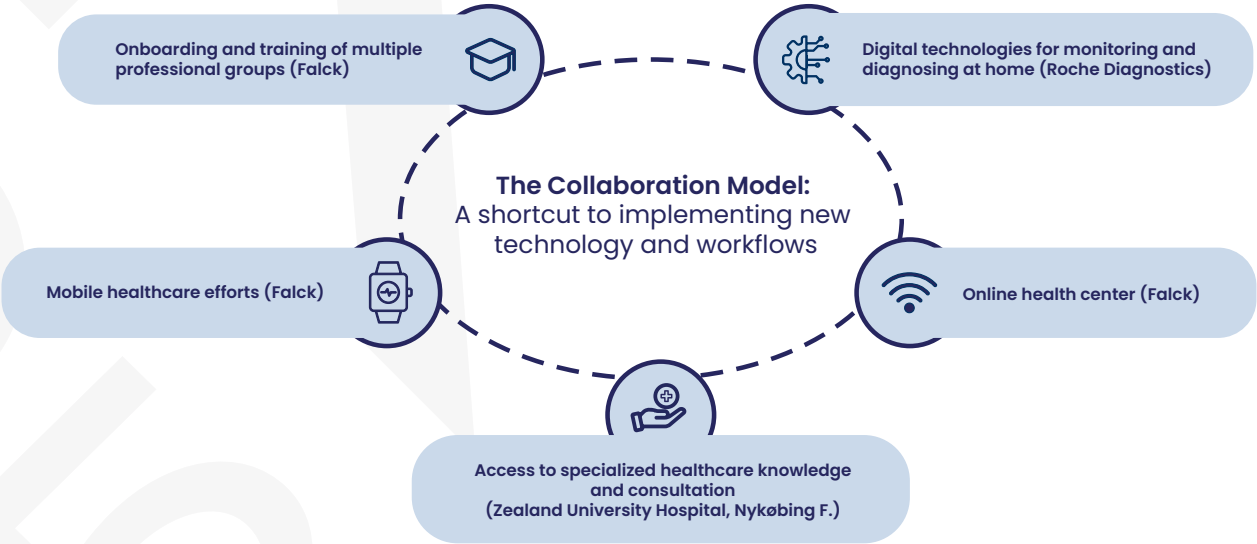 Onboarding and training of multiple
professional groups (Falck)
Digital technologies for monitoring and
diagnosing at home (Roche Diagnostics)
The Collaboration Model:
A shortcut to implementing new
technology and workflows
Mobile healthcare efforts (Falck)
Online health center (Falck)
Access to specialized healthcare knowledge
and consultation
(Zealand University Hospital, Nykøbing F.)